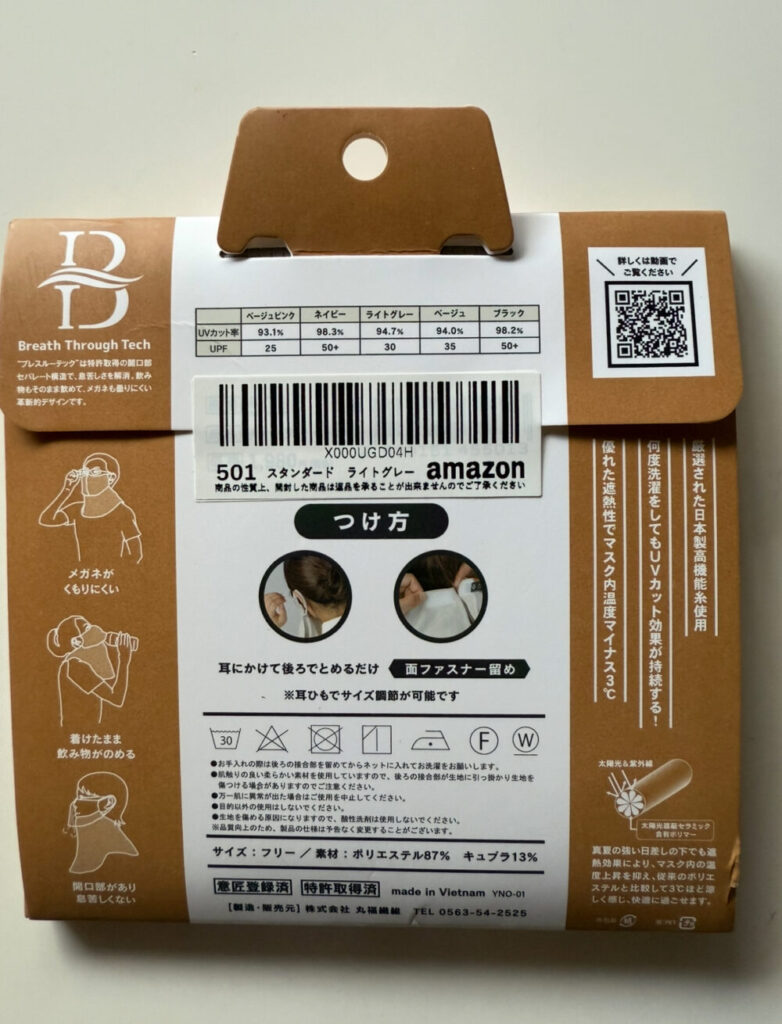 Breath Through Tech
"ブレスルーテック"は特許取得の開口部
セパレート構造で、息苦しさを解消。飲み
物もそのまま飲めて、メガネも曇りにくい
革新的デザインです。
ベージュピンク ネイビー ライトグレー ベージュ ブラック
UVカット率 93.1% 98.3% 94.7% 94.0% 98.2%
UPF 25 50+ 30 35 50+
詳しくは動画で
ご覧ください
X000UGD04H
501 スタンダード ライトグレー amazon
商品の性質上、開封した商品は返品を承ることが出来ませんのでご了承ください
メガネが
くもりにくい
着けたまま
飲み物がのめる
開口部があり
息苦しくない
つけ方
耳にかけて後ろでとめるだけ 面ファスナー留め
※耳ひもでサイズ調節が可能です
30 F W
●お手入れの際は後ろの接合部を留めてからネットに入れてお洗濯をお願いします。
●肌触りの良い柔らかい素材を使用していますので、後ろの接合部が生地に引っ掛かり生地を
傷つける場合がありますのでご注意ください。
●万一肌に異常が出た場合はご使用を中止してください。
●目的以外の使用はしないでください。
●生地を傷める原因になりますので、酸性洗剤は使用しないでください。
※品質向上のため、製品の仕様は予告なく変更することがございます。
サイズ：フリー ／ 素材：ポリエステル87% キュプラ13%
意匠登録済 特許取得済 made in Vietnam YNO-01
[製造・販売元] 株式会社 丸福繊維 TEL 0563-54-2525
厳選された日本製高機能糸使用
何度洗濯をしてもUVカット効果が持続する！
優れた遮熱性でマスク内温度マイナス3℃
太陽光&紫外線
太陽光遮蔽セラミック
含有ポリマー
真夏の強い日差しの下でも遮
熱効果により、マスク内の温
度上昇を抑え、従来のポリエ
ステルと比較して3℃ほど涼
しく感じ、快適に過ごせます。